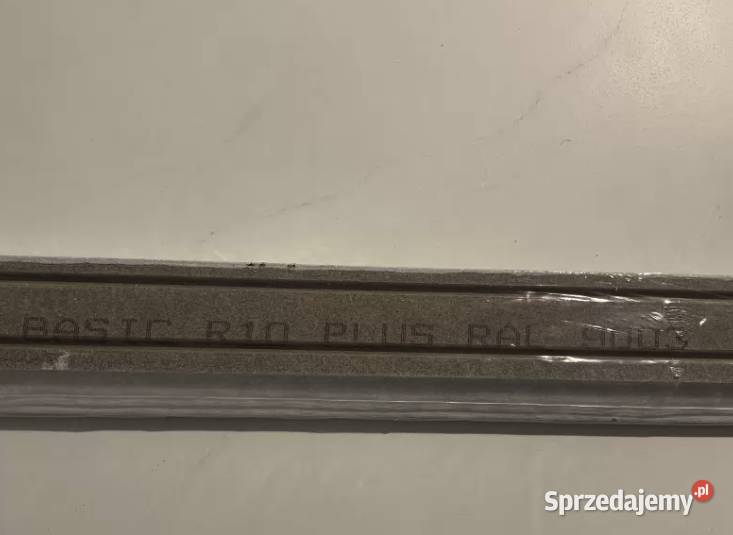 BASIC R10 PLUS RAL 9003
Sprzedajemy.pl